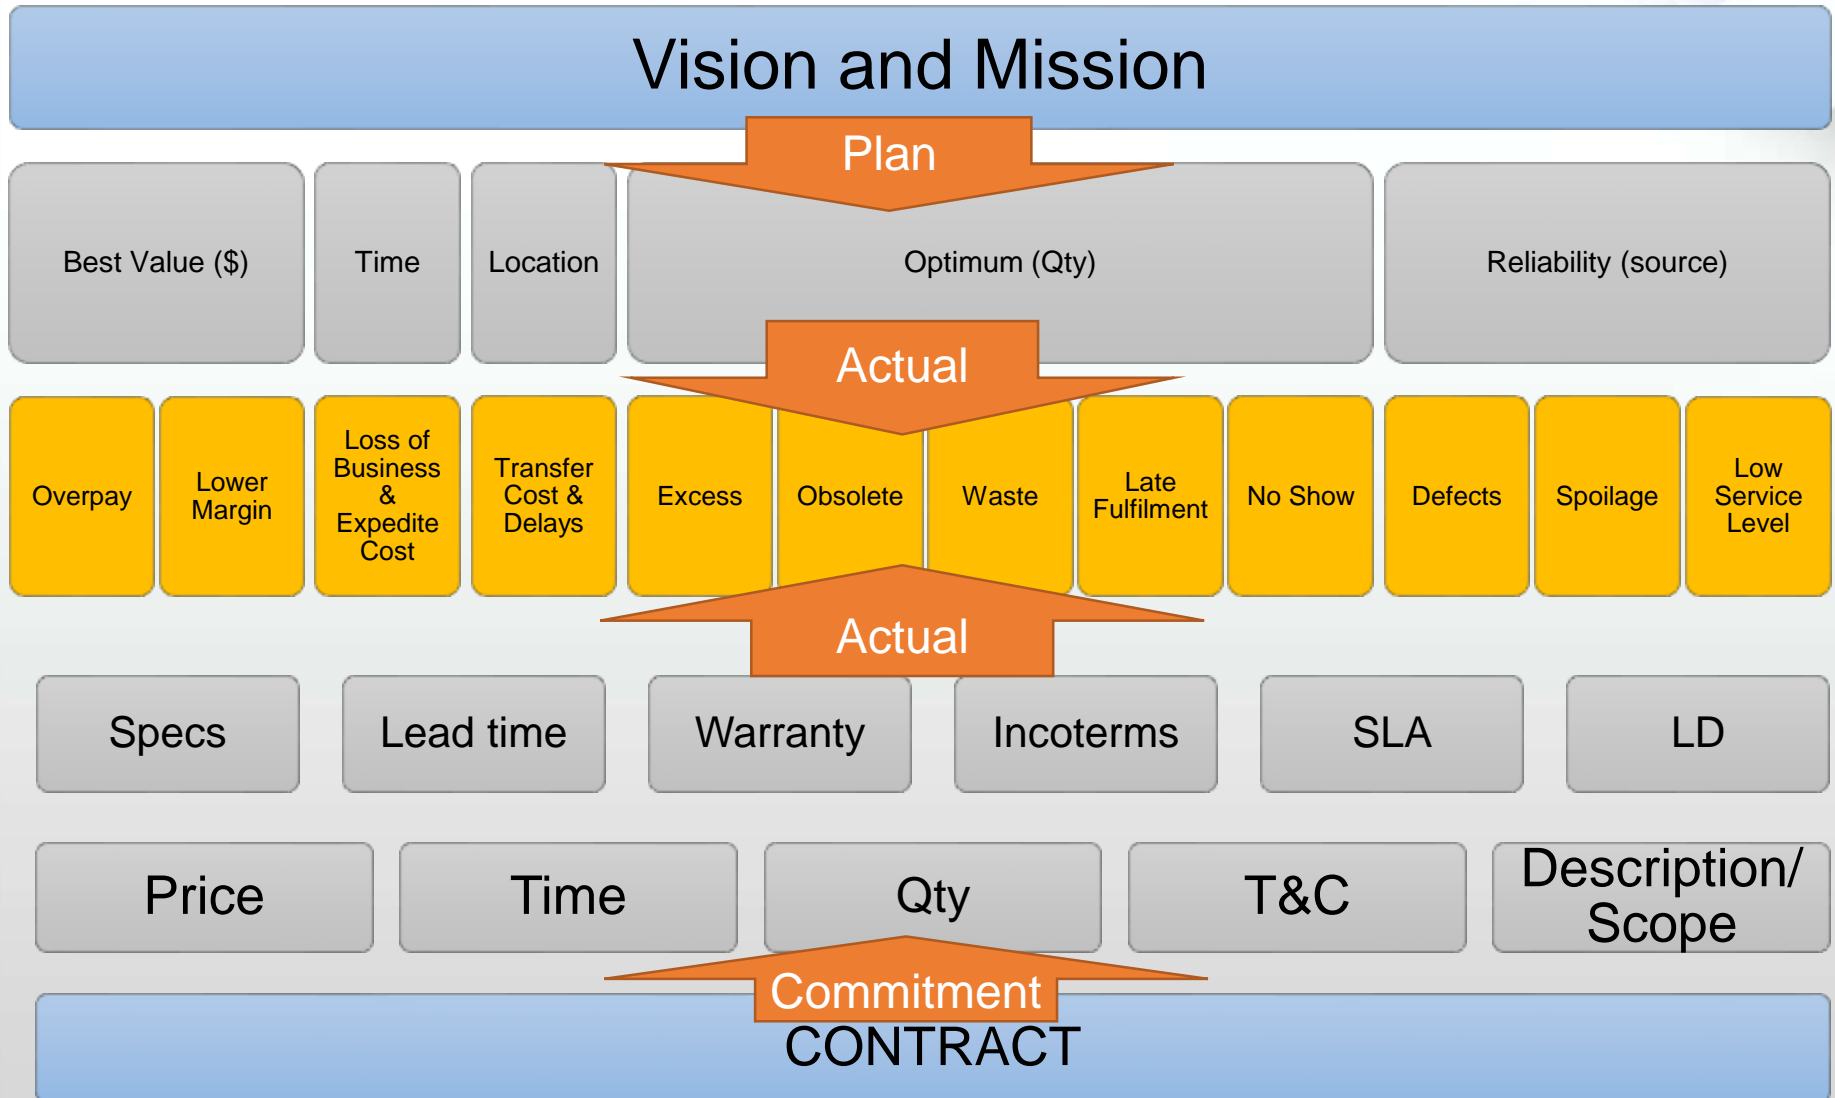 Vision and Mission
Plan
Best Value ($)
Time
Location
Optimum (Qty)
Reliability (source)
Actual
Overpay
Lower
Margin
Loss of
Business
&
Expedite
Cost
Transfer
Cost &
Delays
Excess
Obsolete
Waste
Late
Fulfilment
No Show
Defects
Spoilage
Low
Service
Level
Actual
Specs
Lead time
Warranty
Incoterms
SLA
LD
Price
Time
Qty
T&C
Description/
Scope
Commitment
CONTRACT